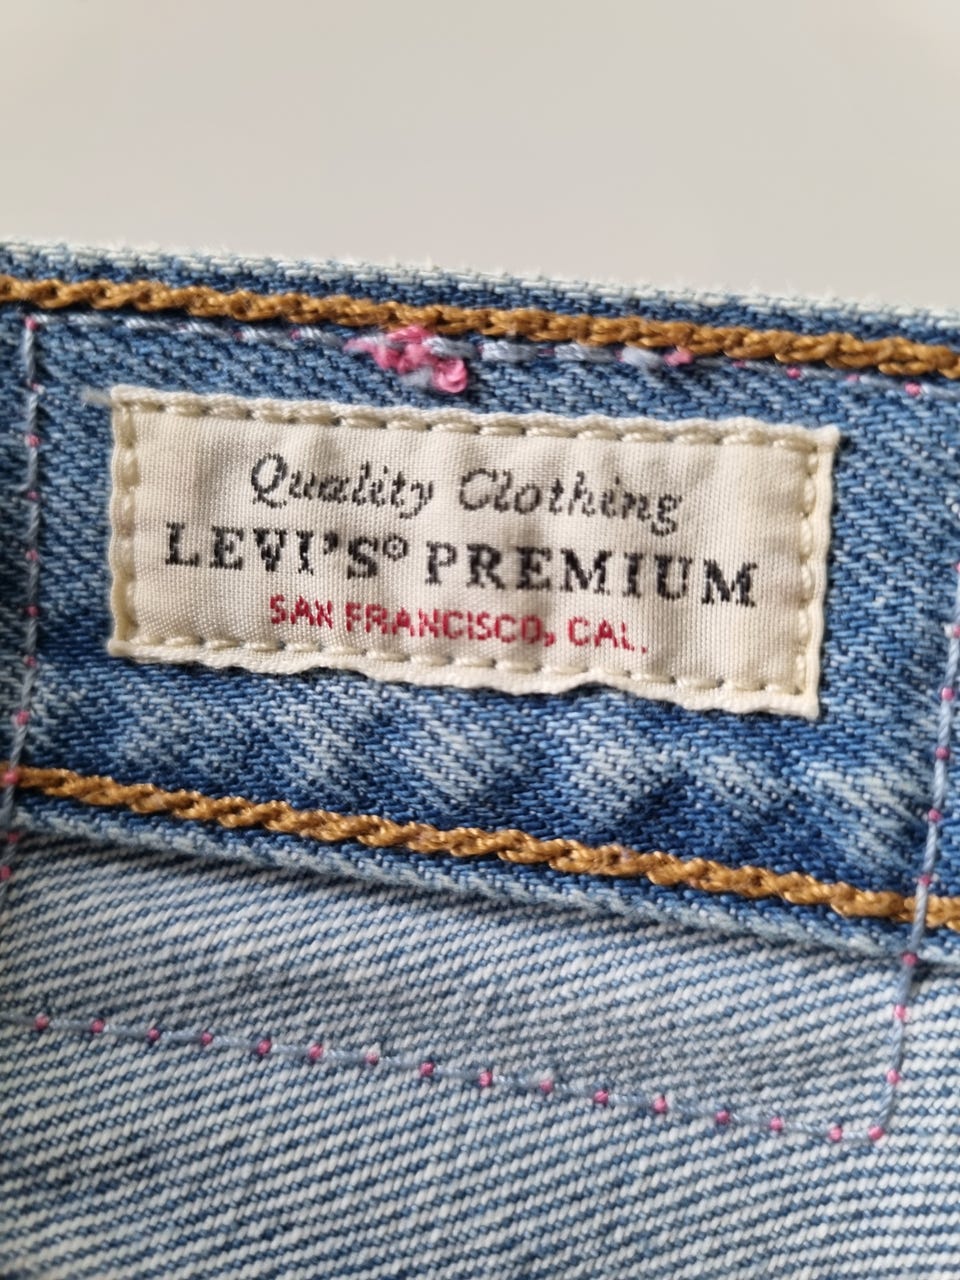 Quality Clothing
LEVI'S® PREMIUM
SAN FRANCISCO, CAL.